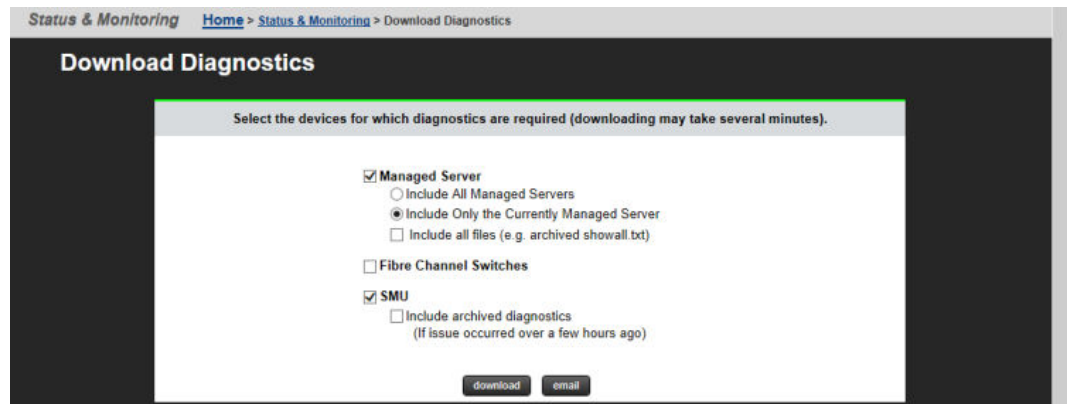 Status & Monitoring Home > Status & Monitoring > Download Diagnostics
Download Diagnostics
Select the devices for which diagnostics are required (downloading may take several minutes).
Managed Server
Include All Managed Servers
Include Only the Currently Managed Server
Include all files (e.g. archived showall.txt)
Fibre Channel Switches
SMU
Include archived diagnostics
(If issue occurred over a few hours ago)
download email